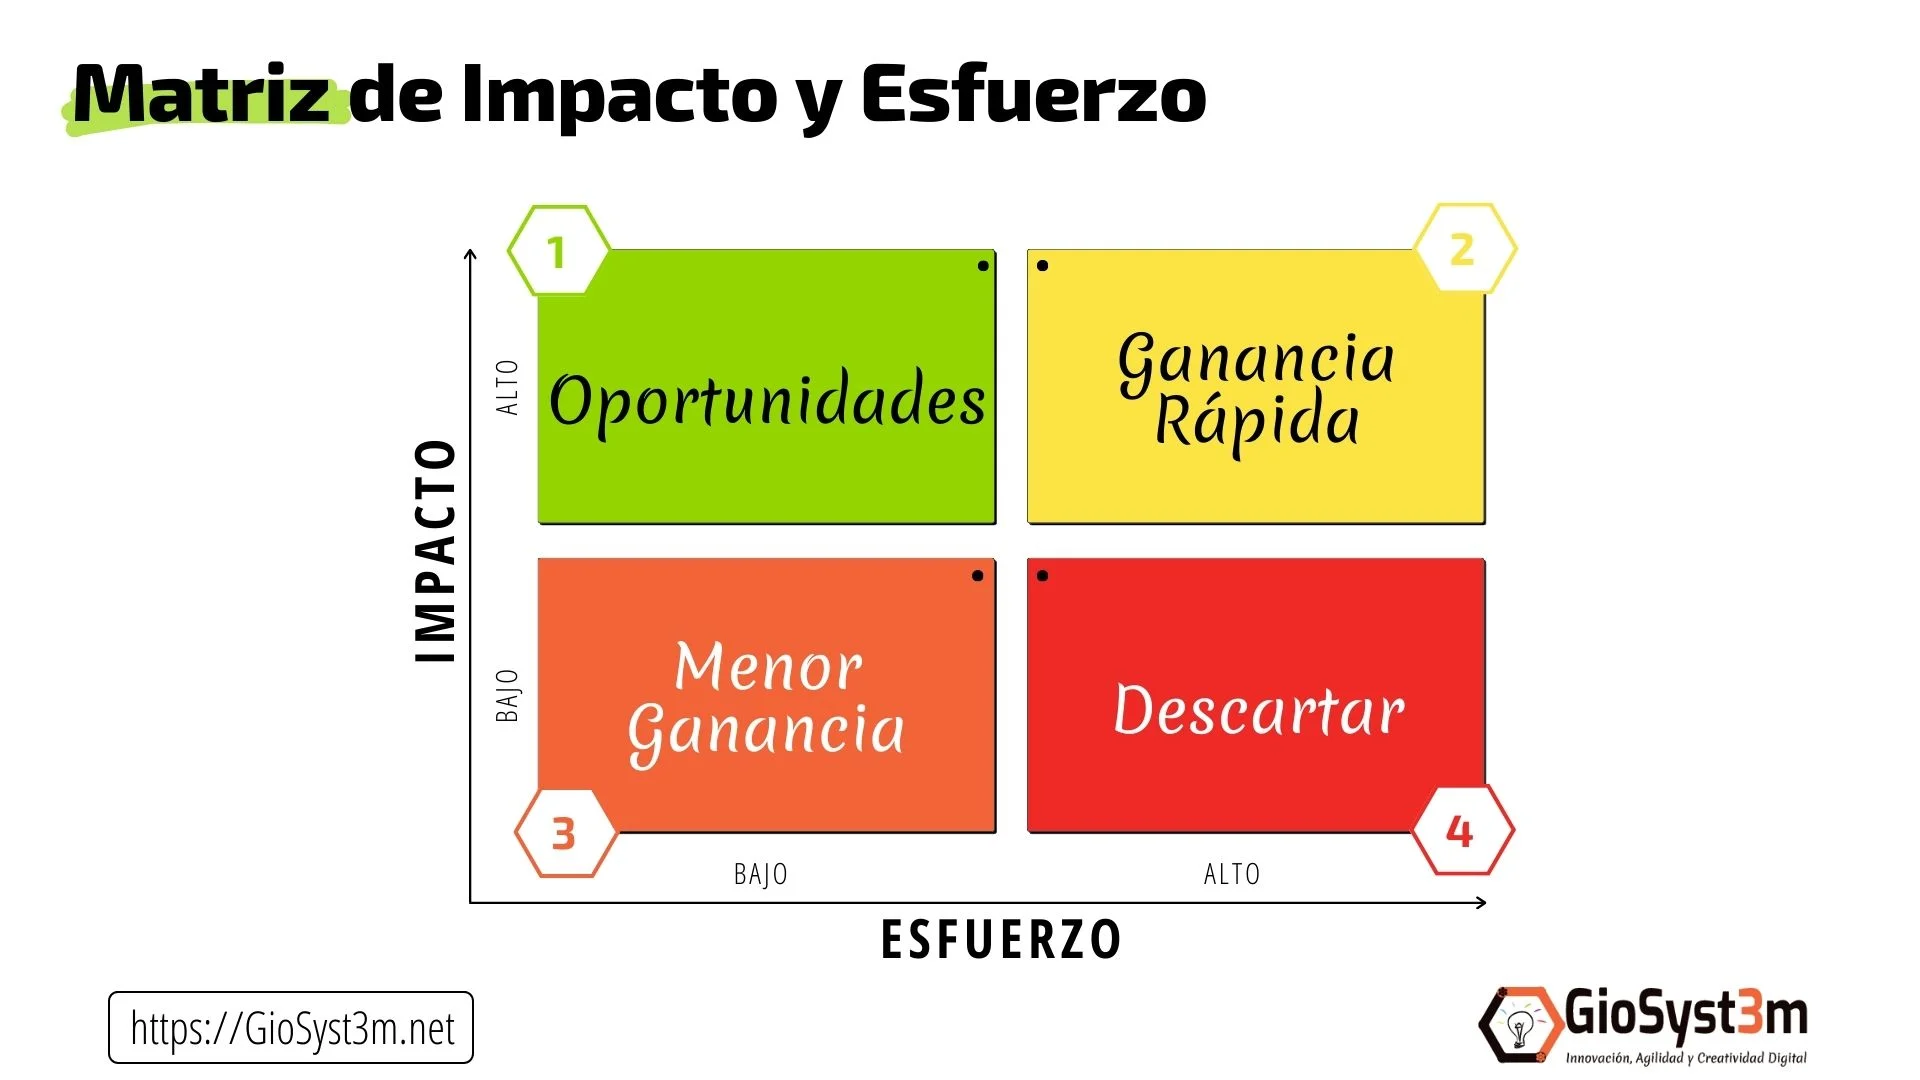 Matriz de Impacto y Esfuerzo
1
2
ALTO
Oportunidades
Ganancia
Rápida
IMPACTO
BAJO
Menor
Ganancia
Descartar
3
4
BAJO
ALTO
ESFUERZO
https://GioSyst3m.net
GioSyst3m
Innovación, Agilidad y Creatividad Digital